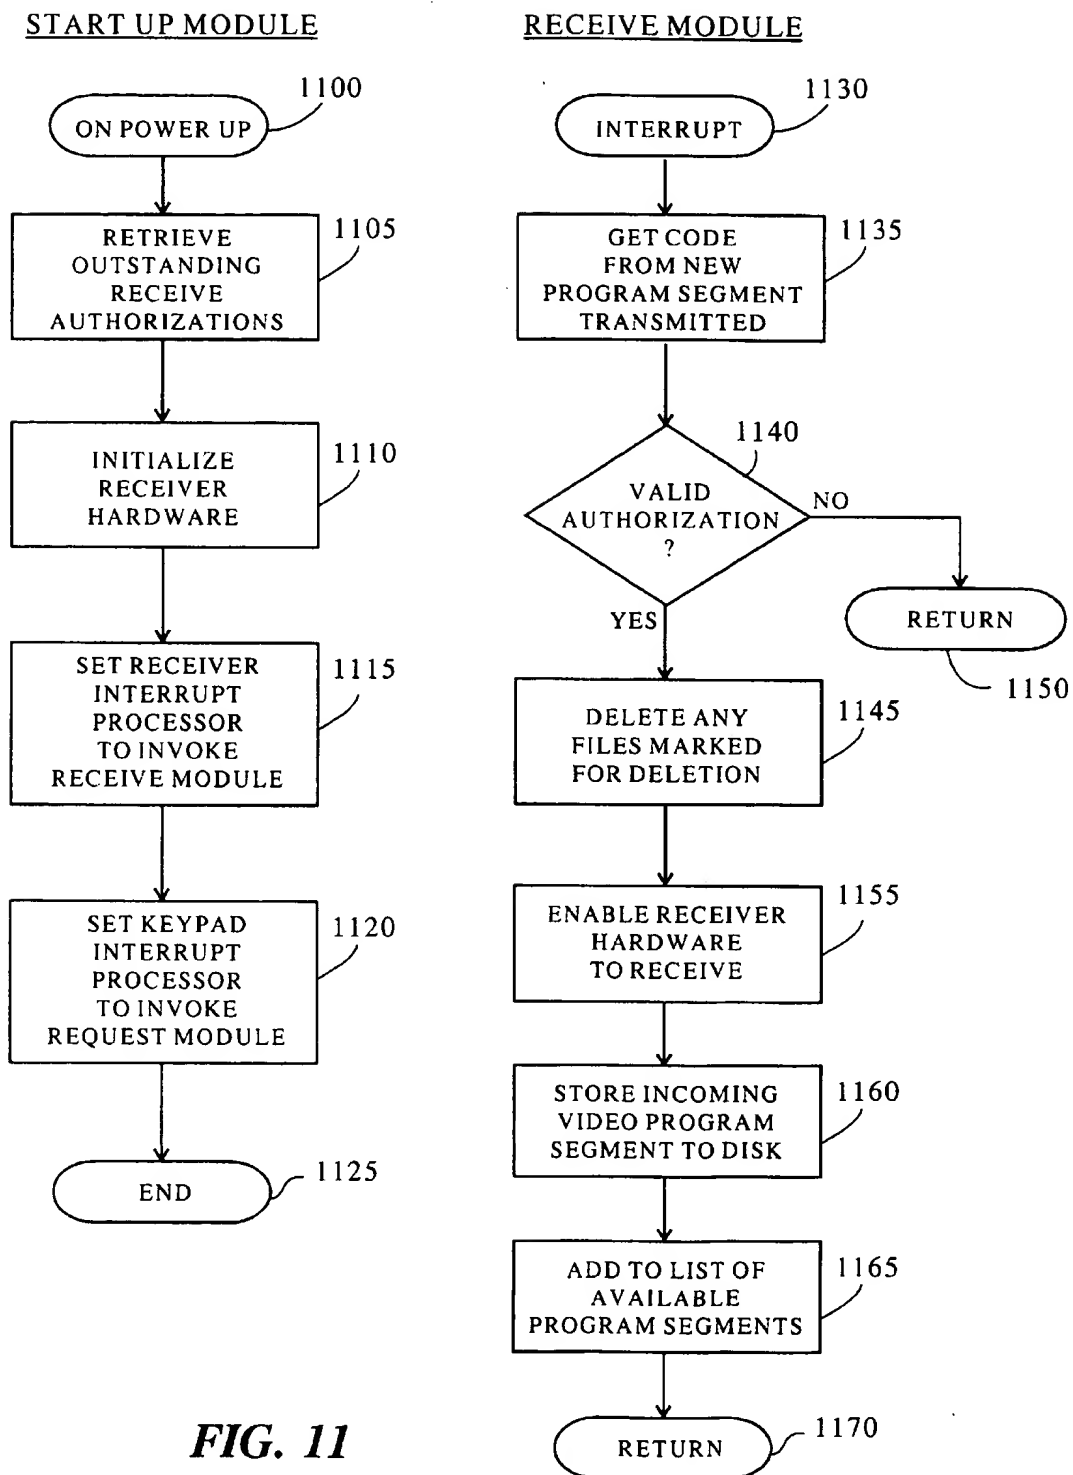 START UP MODULE
1100
ON POWER UP
1105
RETRIEVE
OUTSTANDING
RECEIVE
AUTHORIZATIONS
1110
INITIALIZE
RECEIVER
HARDWARE
1115
SET RECEIVER
INTERRUPT
PROCESSOR
TO INVOKE
RECEIVE MODULE
1120
SET KEYPAD
INTERRUPT
PROCESSOR
TO INVOKE
REQUEST MODULE
1125
END
RECEIVE MODULE
1130
INTERRUPT
1135
GET CODE
FROM NEW
PROGRAM SEGMENT
TRANSMITTED
1140
VALID
AUTHORIZATION
?
NO
RETURN
1150
YES
1145
DELETE ANY
FILES MARKED
FOR DELETION
1155
ENABLE RECEIVER
HARDWARE
TO RECEIVE
1160
STORE INCOMING
VIDEO PROGRAM
SEGMENT TO DISK
1165
ADD TO LIST OF
AVAILABLE
PROGRAM SEGMENTS
1170
RETURN
FIG. 11